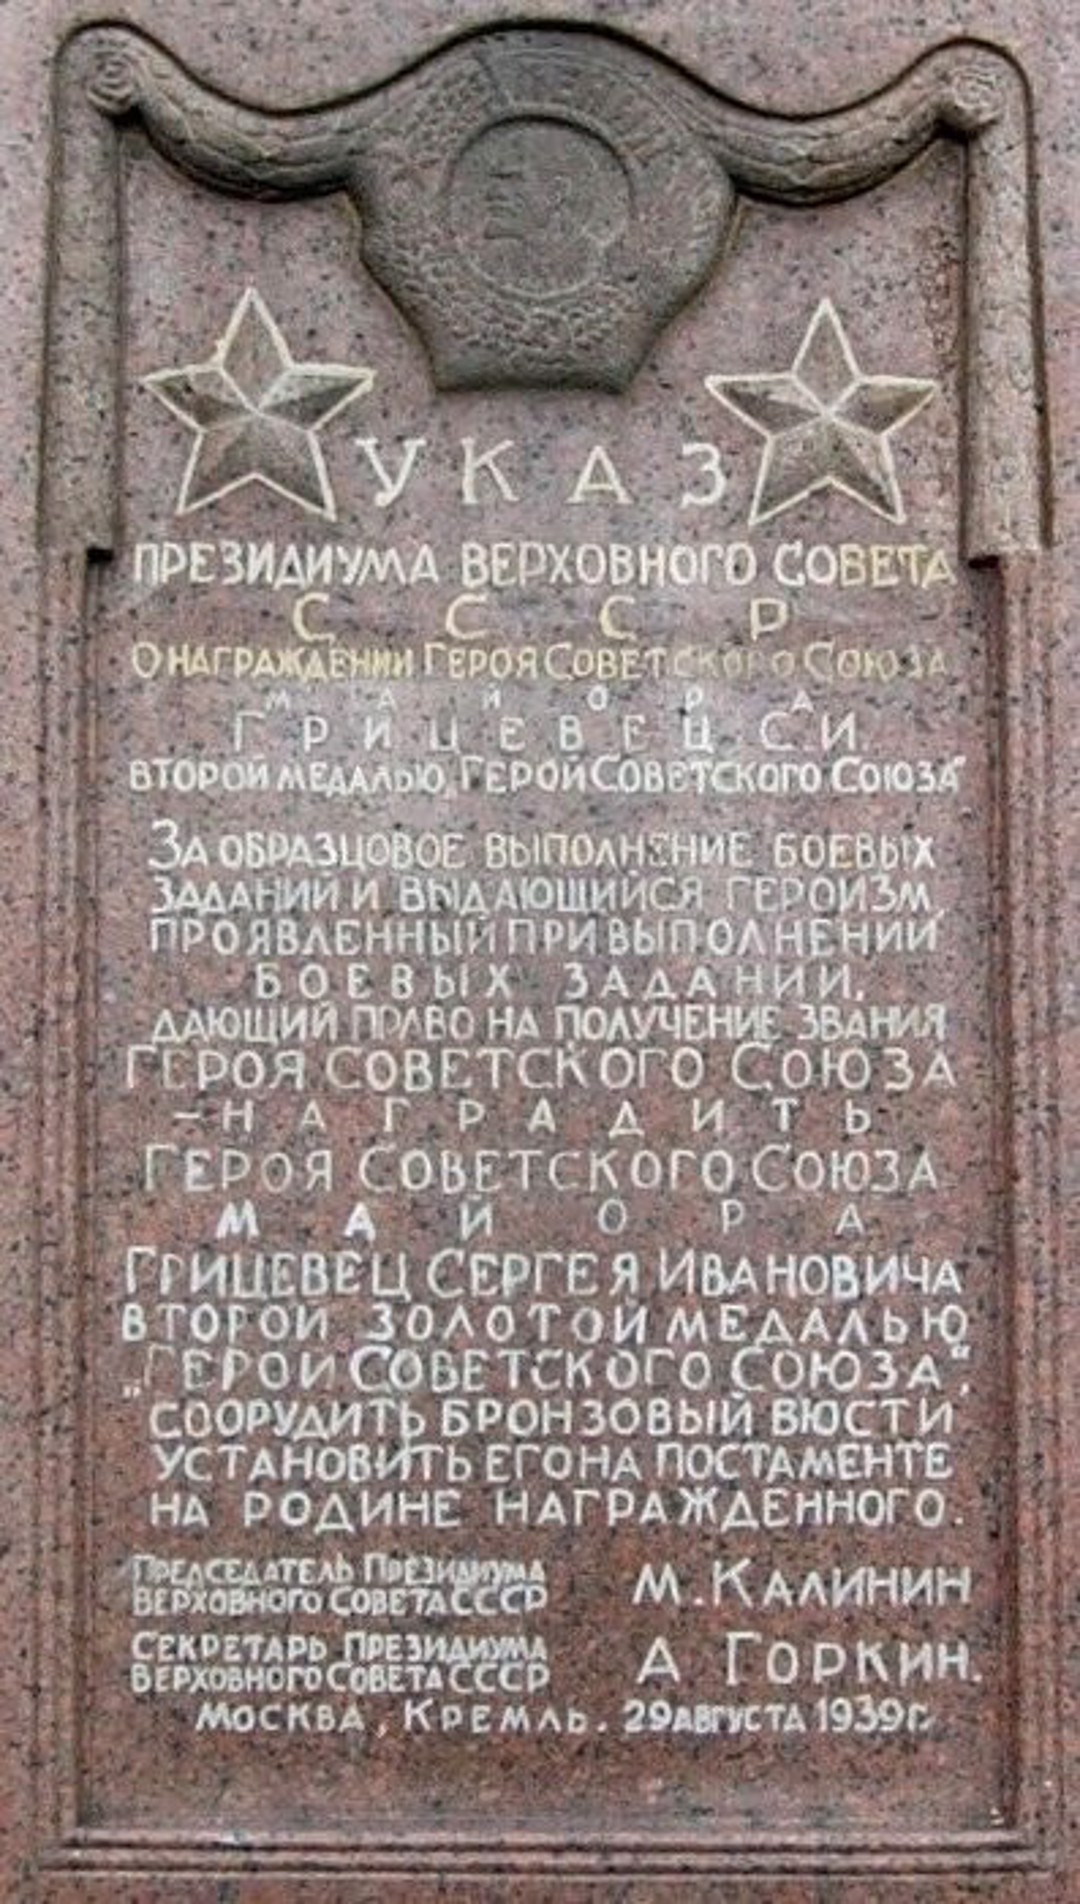 УКАЗ
ПРЕЗИДИУМА ВЕРХОВНОГО СОВЕТА
СССР
О НАГРАЖДЕНИИ ГЕРОЯ СОВЕТСКОГО СОЮЗА
МАЙОРА
ГРИЦЕВЕЦ С.И.
ВТОРОЙ МЕДАЛЬЮ „ГЕРОЙ СОВЕТСКОГО СОЮЗА"
ЗА ОБРАЗЦОВОЕ ВЫПОЛНЕНИЕ БОЕВЫХ
ЗАДАНИЙ И ВЫДАЮЩИЙСЯ ГЕРОИЗМ,
ПРОЯВЛЕННЫЙ ПРИ ВЫПОЛНЕНИИ
БОЕВЫХ ЗАДАНИЙ,
ДАЮЩИЙ ПРАВО НА ПОЛУЧЕНИЕ ЗВАНИЯ
ГЕРОЯ СОВЕТСКОГО СОЮЗА
– НАГРАДИТЬ
ГЕРОЯ СОВЕТСКОГО СОЮЗА
МАЙОРА
ГРИЦЕВЕЦ СЕРГЕЯ ИВАНОВИЧА
ВТОРОЙ ЗОЛОТОЙ МЕДАЛЬЮ
„ГЕРОЙ СОВЕТСКОГО СОЮЗА",
СООРУДИТЬ БРОНЗОВЫЙ БЮСТ И
УСТАНОВИТЬ ЕГО НА ПОСТАМЕНТЕ
НА РОДИНЕ НАГРАЖДЕННОГО.
ПРЕДСЕДАТЕЛЬ ПРЕЗИДИУМА
ВЕРХОВНОГО СОВЕТА СССР М. КАЛИНИН
СЕКРЕТАРЬ ПРЕЗИДИУМА
ВЕРХОВНОГО СОВЕТА СССР А ГОРКИН.
МОСКВА, КРЕМЛЬ. 29 АВГУСТА 1939 Г.